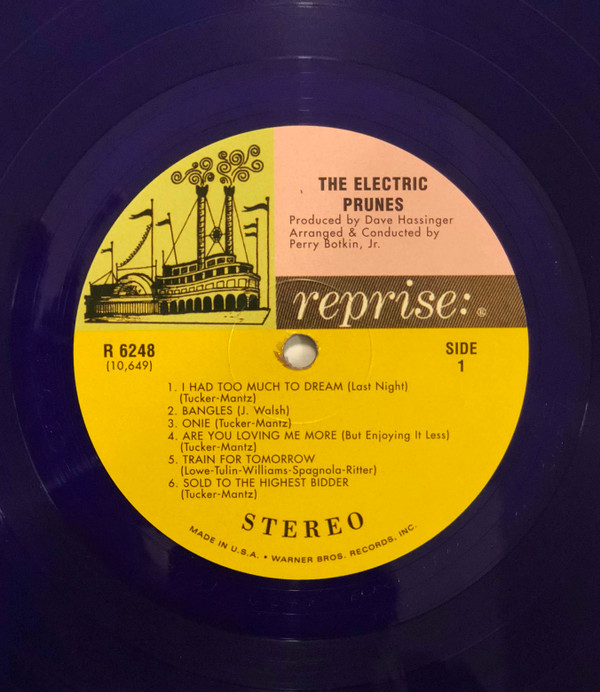 THE ELECTRIC
PRUNES
Produced by Dave Hassinger
Arranged & Conducted by
Perry Botkin, Jr.
reprise: ®
R 6248
(10,649)
SIDE
1
1. I HAD TOO MUCH TO DREAM (Last Night)
(Tucker-Mantz)
2. BANGLES (J. Walsh)
3. ONIE (Tucker-Mantz)
4. ARE YOU LOVING ME MORE (But Enjoying It Less)
(Tucker-Mantz)
5. TRAIN FOR TOMORROW
(Lowe-Tulin-Williams-Spagnola-Ritter)
6. SOLD TO THE HIGHEST BIDDER
(Tucker-Mantz)
STEREO
MADE IN U.S.A. • WARNER BROS. RECORDS, INC.